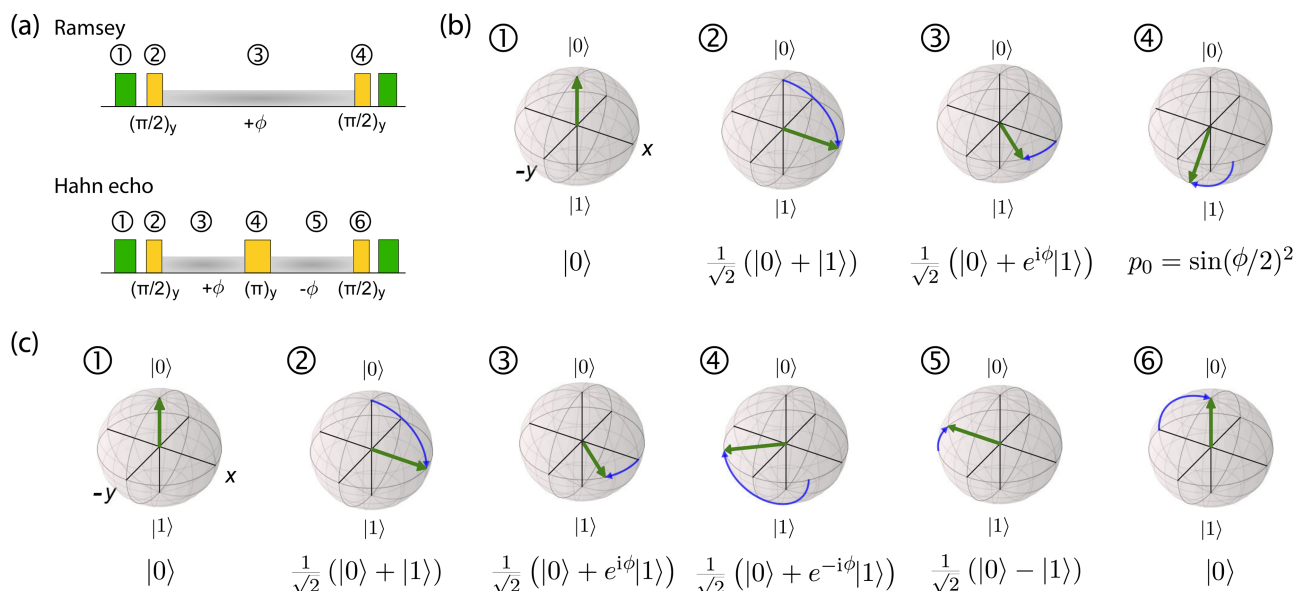 (a) Ramsey
① ② ③ ④
(π/2)y +ϕ (π/2)y
Hahn echo
① ② ③ ④ ⑤ ⑥
(π/2)y +ϕ (π)y -ϕ (π/2)y
(b)
① ② ③ ④
|0⟩ |0⟩ |0⟩ |0⟩
x
-y
|1⟩ |1⟩ |1⟩ |1⟩
|0⟩ 1/√2 (|0⟩ + |1⟩) 1/√2 (|0⟩ + e^{iϕ}|1⟩) p₀ = sin(ϕ/2)²
(c)
① ② ③ ④ ⑤ ⑥
|0⟩ |0⟩ |0⟩ |0⟩ |0⟩ |0⟩
-y x
|1⟩ |1⟩ |1⟩ |1⟩ |1⟩ |1⟩
|0⟩ 1/√2 (|0⟩ + |1⟩) 1/√2 (|0⟩ + e^{iϕ}|1⟩) 1/√2 (|0⟩ + e^{-iϕ}|1⟩) 1/√2 (|0⟩ − |1⟩) |0⟩